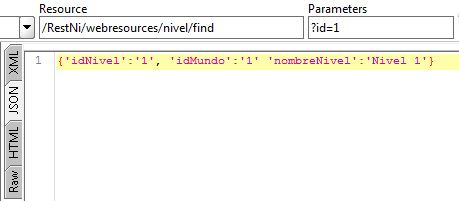 Resource
Parameters
/RestNi/webresources/nivel/find
?id=1
XML
JSON
HTML
Raw
1
{'idNivel':'1', 'idMundo':'1' 'nombreNivel':'Nivel 1'}